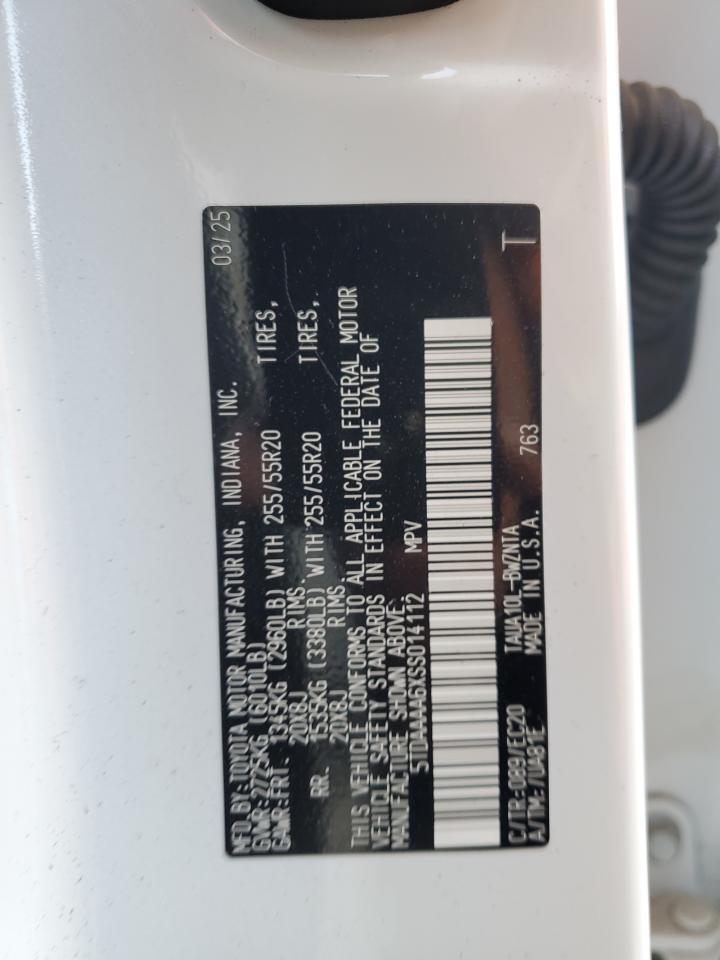 MFD.BY:TOYOTA MOTOR MANUFACTURING, INDIANA, INC. 03/25
GVWR:2725KG (6010LB)
GAWR:FRT. 1345KG (2960LB) WITH 255/55R20 TIRES,
20X8J RIMS.
RR. 1535KG (3380LB) WITH 255/55R20 TIRES,
20X8J RIMS.
THIS VEHICLE CONFORMS TO ALL APPLICABLE FEDERAL MOTOR
VEHICLE SAFETY STANDARDS IN EFFECT ON THE DATE OF
MANUFACTURE SHOWN ABOVE.
5TDAAAA6XSS014112 MPV
C/TR:089/EC20 TAUA10L-BWZNTA 763 T
A/TM:/UA81E MADE IN U.S.A.